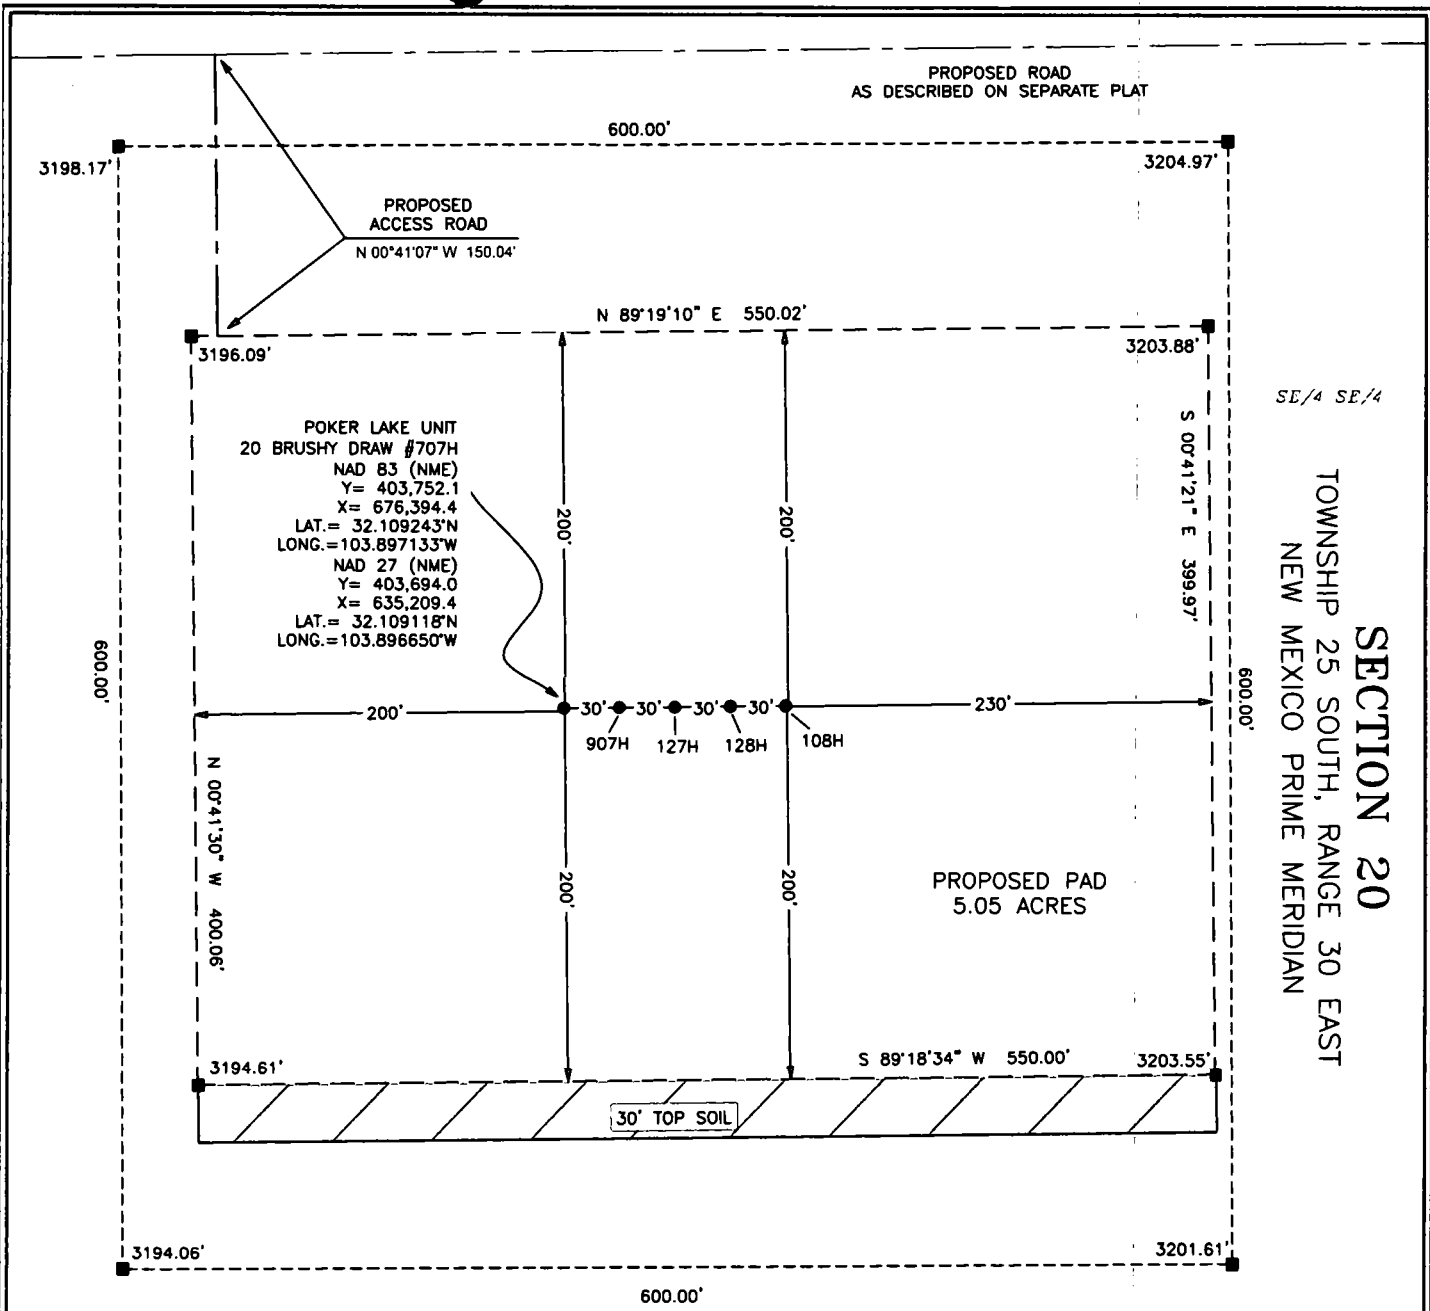 PROPOSED ROAD
AS DESCRIBED ON SEPARATE PLAT
600.00'
3198.17'
3204.97'
PROPOSED
ACCESS ROAD
N 00°41'07" W 150.04'
N 89°19'10" E 550.02'
3196.09'
3203.88'
SE/4 SE/4
SECTION 20
TOWNSHIP 25 SOUTH, RANGE 30 EAST
NEW MEXICO PRIME MERIDIAN
S 00°41'21" E 399.97'
POKER LAKE UNIT
20 BRUSHY DRAW #707H
NAD 83 (NME)
Y= 403,752.1
X= 676,394.4
LAT.= 32.109243°N
LONG.=103.897133°W
NAD 27 (NME)
Y= 403,694.0
X= 635,209.4
LAT.= 32.109118°N
LONG.=103.896650°W
200'
200'
600.00'
600.00'
200'
30'
30'
30'
30'
230'
907H
127H
128H
108H
N 00°41'30" W 400.06'
200'
200'
PROPOSED PAD
5.05 ACRES
S 89°18'34" W 550.00'
3194.61'
3203.55'
30' TOP SOIL
3194.06'
3201.61'
600.00'